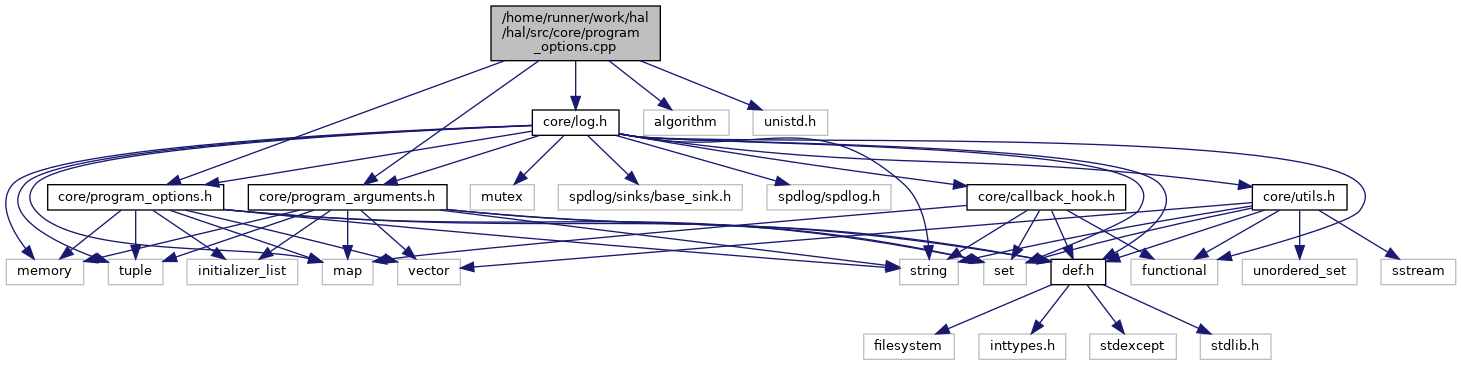 /home/runner/work/hal
/hal/src/core/program
_options.cpp
core/log.h
algorithm
unistd.h
core/program_options.h
core/program_arguments.h
mutex
spdlog/sinks/base_sink.h
spdlog/spdlog.h
core/callback_hook.h
core/utils.h
memory
tuple
initializer_list
map
vector
string
set
def.h
functional
unordered_set
sstream
filesystem
inttypes.h
stdexcept
stdlib.h